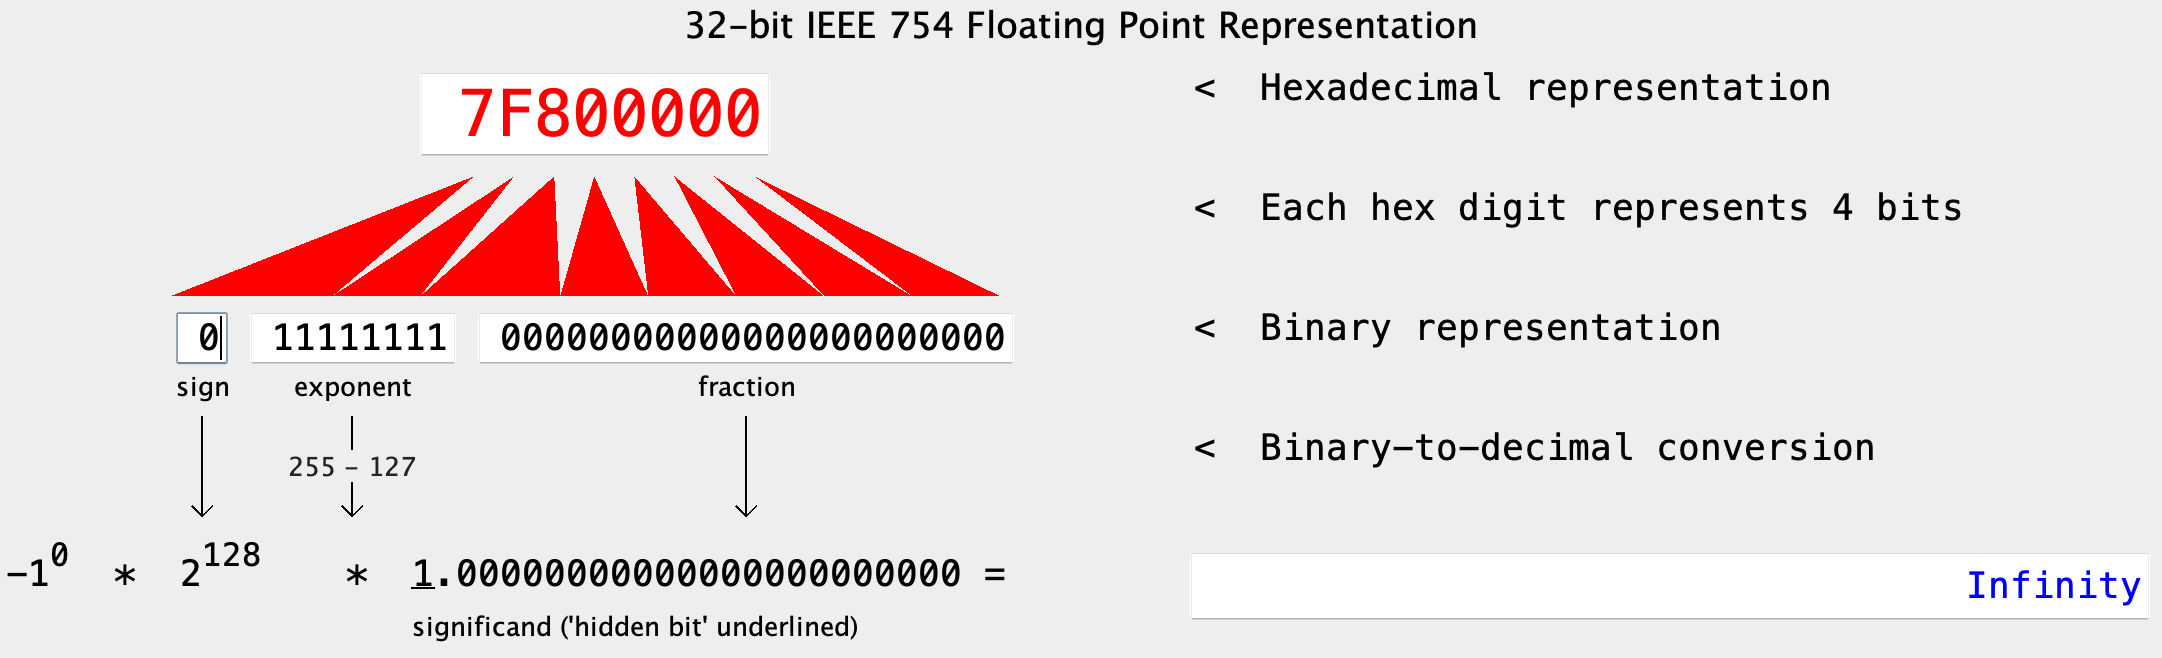 32-bit IEEE 754 Floating Point Representation
7F800000
< Hexadecimal representation
< Each hex digit represents 4 bits
0 11111111 00000000000000000000000
< Binary representation
sign exponent fraction
255 - 127
< Binary-to-decimal conversion
-1^0 * 2^128 * 1.00000000000000000000000 =
Infinity
significand ('hidden bit' underlined)